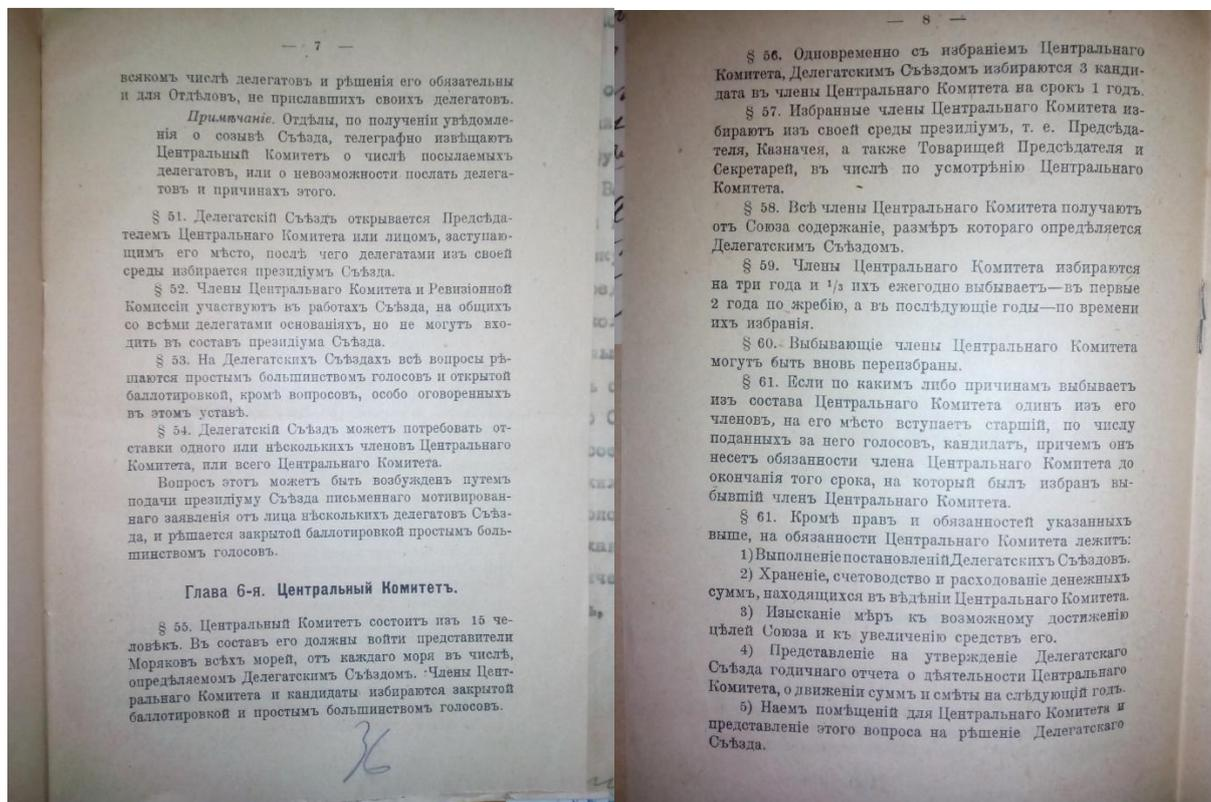 — 7 —
всякомъ числѣ делегатовъ и рѣшенія его обязательны
и для Отдѣловъ, не приславшихъ своихъ делегатовъ.
Примѣчаніе. Отдѣлы, по полученіи увѣдомле-
нія о созывѣ Съѣзда, телеграфно извѣщаютъ
Центральный Комитетъ о числѣ посылаемыхъ
делегатовъ, или о невозможности послать делега-
товъ и причинахъ этого.
§ 51. Делегатскій Съѣздъ открывается Предсѣда-
телемъ Центральнаго Комитета или лицомъ, заступаю-
щимъ его мѣсто, послѣ чего делегатами изъ своей
среды избирается президіумъ Съѣзда.
§ 52. Члены Центральнаго Комитета и Ревизіонной
Комиссіи участвуютъ въ работахъ Съѣзда, на общихъ
со всѣми делегатами основаніяхъ, но не могутъ вхо-
дить въ составъ президіума Съѣзда.
§ 53. На Делегатскихъ Съѣздахъ всѣ вопросы рѣ-
шаются простымъ большинствомъ голосовъ и открытой
баллотировкой, кромѣ вопросовъ, особо оговоренныхъ
въ этомъ уставѣ.
§ 54. Делегатскій Съѣздъ можетъ потребовать от-
ставки одного или нѣсколькихъ членовъ Центральнаго
Комитета, или всего Центральнаго Комитета.
Вопросъ этотъ можетъ быть возбужденъ путемъ
подачи президіуму Съѣзда письменнаго мотивирован-
наго заявленія отъ лица нѣсколькихъ делегатовъ Съѣз-
да, и рѣшается закрытой баллотировкой простымъ боль-
шинствомъ голосовъ.
Глава 6-я. Центральный Комитетъ.
§ 55. Центральный Комитетъ состоитъ изъ 15 че-
ловѣкъ. Въ составъ его должны войти представители
Моряковъ всѣхъ морей, отъ каждаго моря въ числѣ,
опредѣляемомъ Делегатскимъ Съѣздомъ. Члены Цент-
ральнаго Комитета и кандидаты избираются закрытой
баллотировкой и простымъ большинствомъ голосовъ.
36
— 8 —
§ 56. Одновременно съ избраніемъ Центральнаго
Комитета, Делегатскимъ Съѣздомъ избираются 3 канди-
дата въ члены Центральнаго Комитета на срокъ 1 годъ.
§ 57. Избранные члены Центральнаго Комитета из-
бираютъ изъ своей среды президіумъ, т. е. Предсѣда-
теля, Казначея, а также Товарищей Предсѣдателя и
Секретарей, въ числѣ по усмотрѣнію Центральнаго
Комитета.
§ 58. Всѣ члены Центральнаго Комитета получаютъ
отъ Союза содержаніе, размѣръ котораго опредѣляется
Делегатскимъ Съѣздомъ.
§ 59. Члены Центральнаго Комитета избираются
на три года и 1/3 ихъ ежегодно выбываетъ—въ первые
2 года по жребію, а въ послѣдующіе годы—по времени
ихъ избранія.
§ 60. Выбывающіе члены Центральнаго Комитета
могутъ быть вновь переизбраны.
§ 61. Если по какимъ либо причинамъ выбываетъ
изъ состава Центральнаго Комитета одинъ изъ его
членовъ, на его мѣсто вступаетъ старшій, по числу
поданныхъ за него голосовъ, кандидатъ, причемъ онъ
несетъ обязанности члена Центральнаго Комитета до
окончанія того срока, на который былъ избранъ вы-
бывшій членъ Центральнаго Комитета.
§ 61. Кромѣ правъ и обязанностей указанныхъ
выше, на обязанности Центральнаго Комитета лежитъ:
1) Выполненіе постановленій Делегатскихъ Съѣздовъ.
2) Храненіе, счетоводство и расходованіе денежныхъ
суммъ, находящихся въ вѣдѣніи Центральнаго Комитета.
3) Изысканіе мѣръ къ возможному достиженію
цѣлей Союза и къ увеличенію средствъ его.
4) Представленіе на утвержденіе Делегатскаго
Съѣзда годичнаго отчета о дѣятельности Центральнаго
Комитета, о движеніи суммъ и смѣты на слѣдующій годъ.
5) Наемъ помѣщеній для Центральнаго Комитета и
представленіе этого вопроса на рѣшеніе Делегатскаго
Съѣзда.